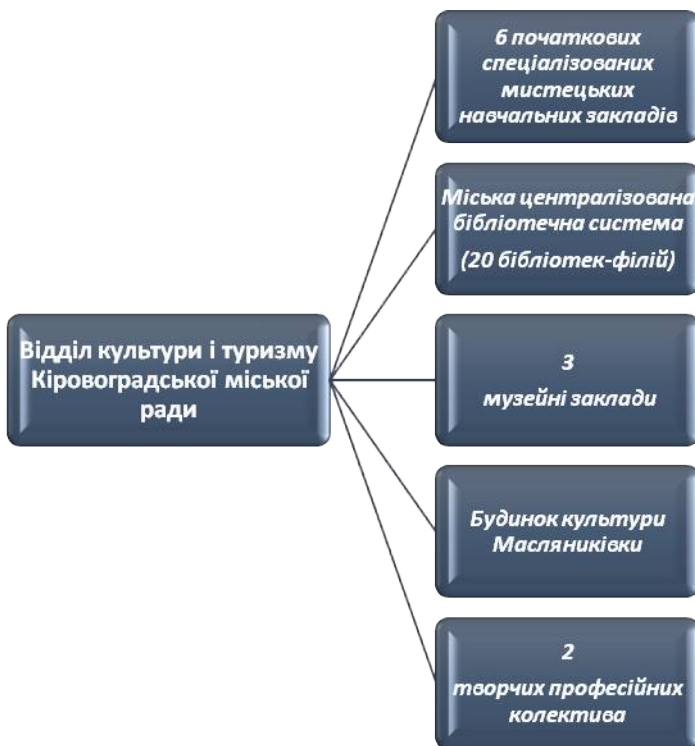 6 початкових
спеціалізованих
мистецьких
навчальних закладів
Міська централізована
бібліотечна система
(20 бібліотек-філій)
Відділ культури і туризму
Кіровоградської міської
ради
3
музейні заклади
Будинок культури
Масляниківки
2
творчих професійних
колектива